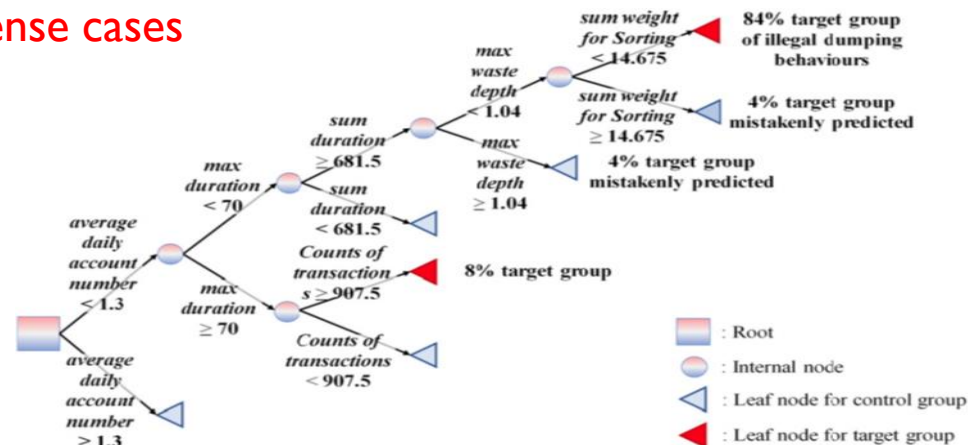 ense cases
sum weight
for Sorting
< 14.675
84% target group
of illegal dumping
behaviours
max
waste
depth
< 1.04
sum weight
for Sorting
≥ 14.675
4% target group
mistakenly predicted
sum
duration
≥ 681.5
max
waste
depth
≥ 1.04
4% target group
mistakenly predicted
max
duration
< 70
sum
duration
< 681.5
average
daily
account
number
< 1.3
Counts of
transaction
s ≥ 907.5
8% target group
max
duration
≥ 70
Counts of
transactions
< 907.5
average
daily
account
number
≥ 1.3
: Root
: Internal node
: Leaf node for control group
: Leaf node for target group